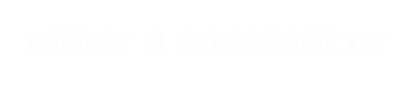 either a constant or